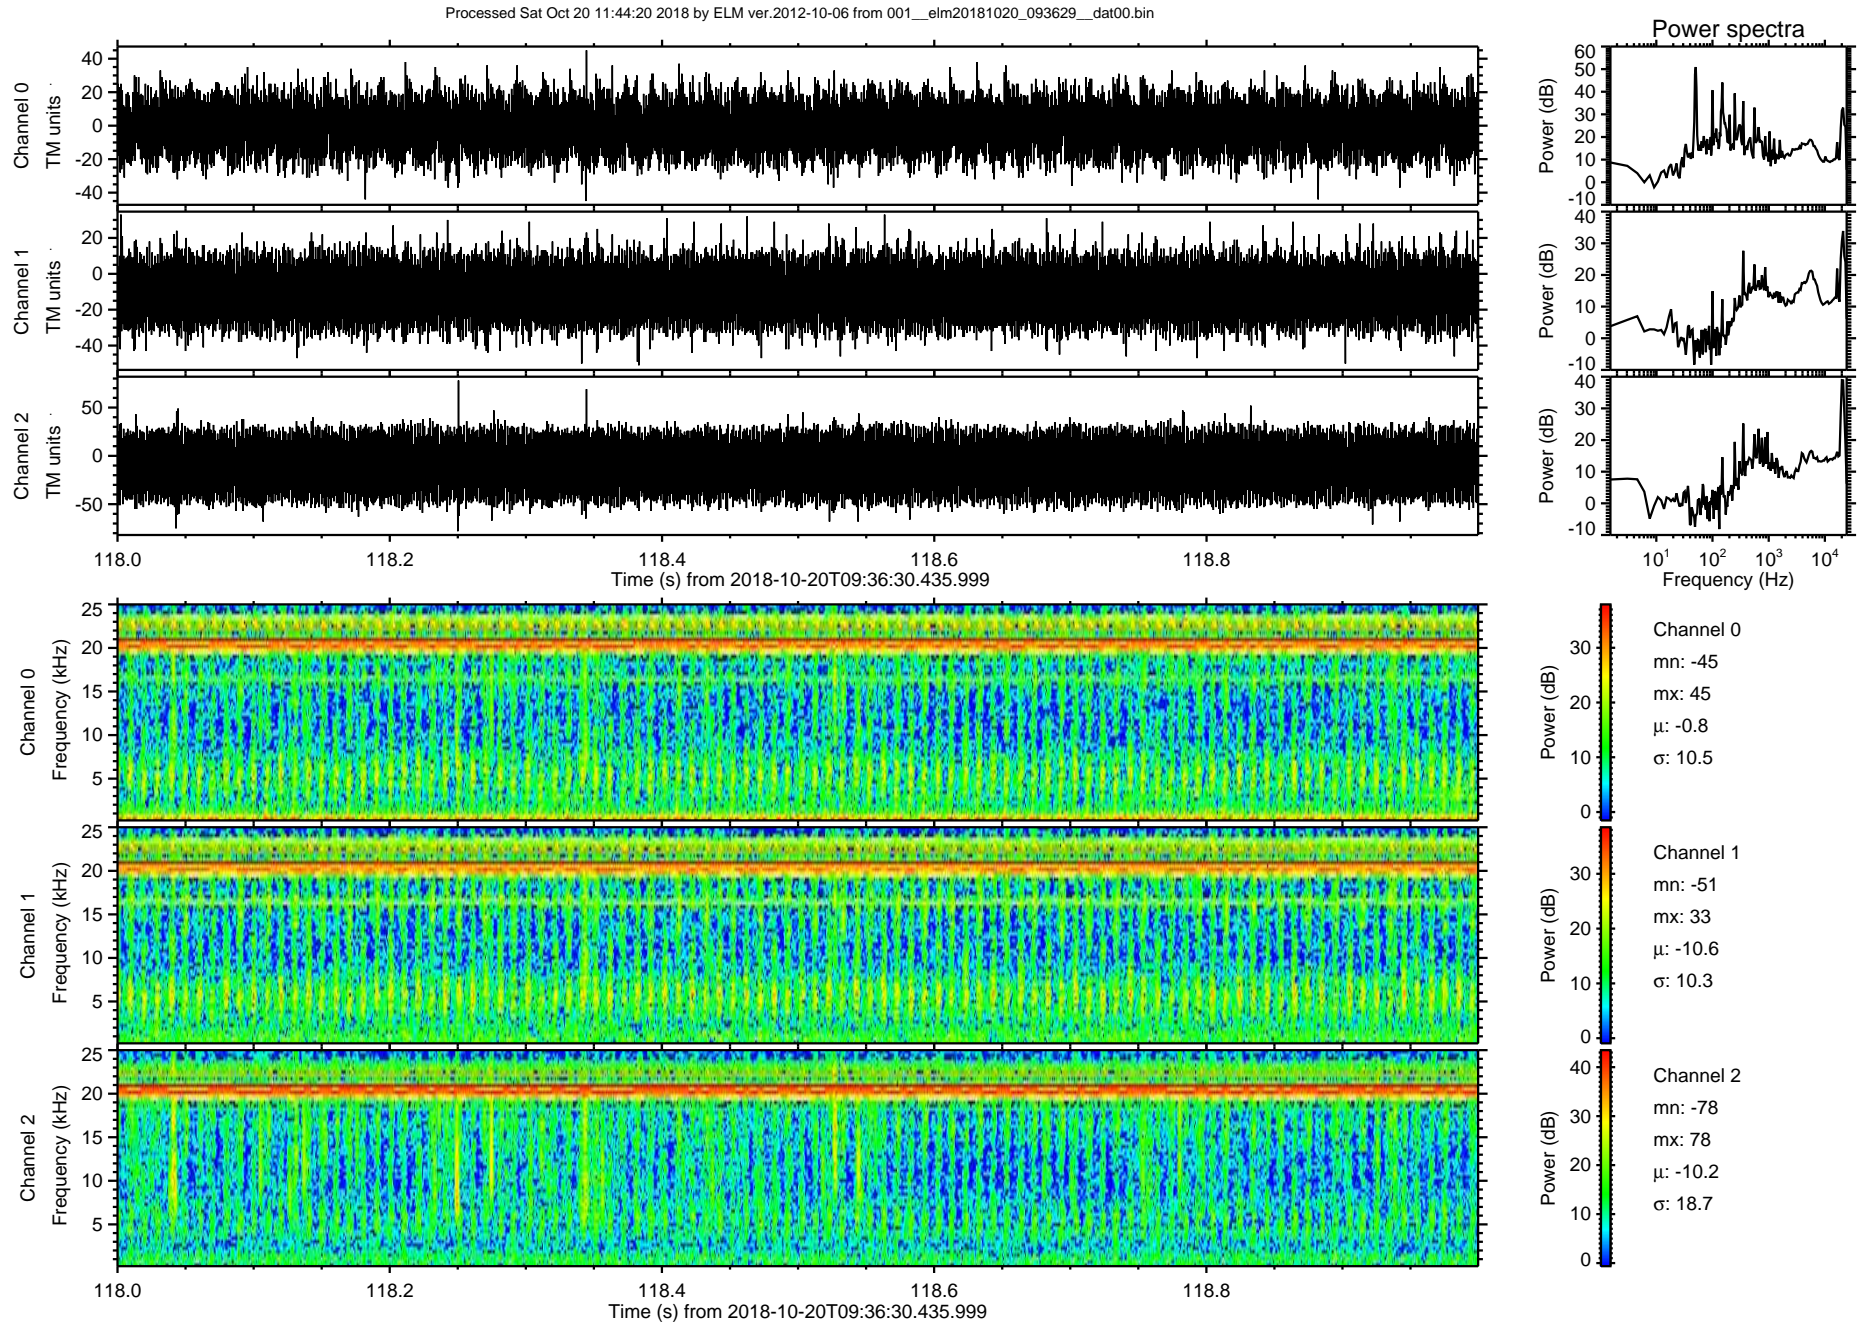 Processed Sat Oct 20 11:44:20 2018 by ELM ver.2012-10-06 from 001__elm20181020_093629__dat00.bin
Power spectra
Channel 0
TM units
40
20
0
-20
-40
Power (dB)
60
50
40
30
20
10
0
-10
Channel 1
TM units
20
0
-20
-40
Power (dB)
40
30
20
10
0
-10
Channel 2
TM units
50
0
-50
Power (dB)
40
30
20
10
0
-10
118.0 118.2 118.4 118.6 118.8
Time (s) from 2018-10-20T09:36:30.435.999
10¹ 10² 10³ 10⁴
Frequency (Hz)
Channel 0
Frequency (kHz)
25
20
15
10
5
Power (dB)
30
20
10
0
Channel 0
mn: -45
mx: 45
μ: -0.8
σ: 10.5
Channel 1
Frequency (kHz)
25
20
15
10
5
Power (dB)
30
20
10
0
Channel 1
mn: -51
mx: 33
μ: -10.6
σ: 10.3
Channel 2
Frequency (kHz)
25
20
15
10
5
Power (dB)
40
30
20
10
0
Channel 2
mn: -78
mx: 78
μ: -10.2
σ: 18.7
118.0 118.2 118.4 118.6 118.8
Time (s) from 2018-10-20T09:36:30.435.999